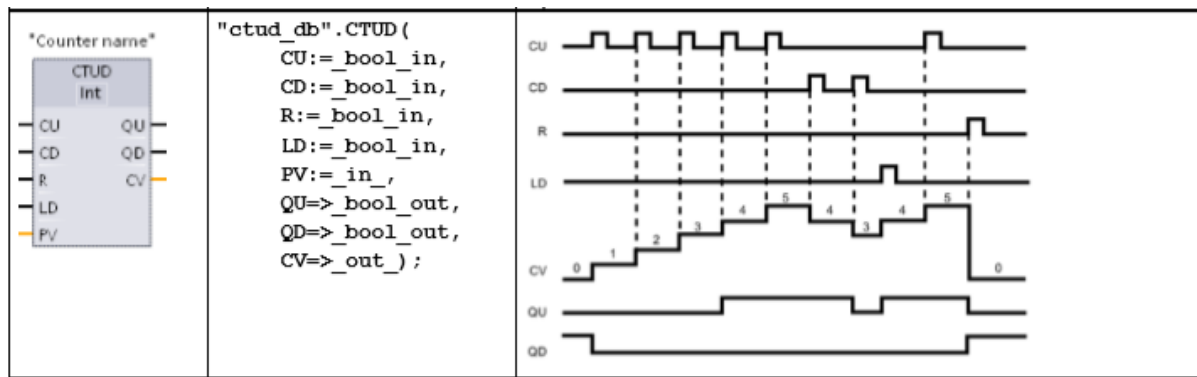 "Counter name"
CTUD
Int
CU QU
CD QD
R CV
LD
PV
"ctud_db".CTUD(
CU:=_bool_in,
CD:=_bool_in,
R:=_bool_in,
LD:=_bool_in,
PV:=_in_,
QU=>_bool_out,
QD=>_bool_out,
CV=>_out_);
CU
CD
R
LD
CV 0 1 2 3 4 5 4 3 4 5 0
QU
QD